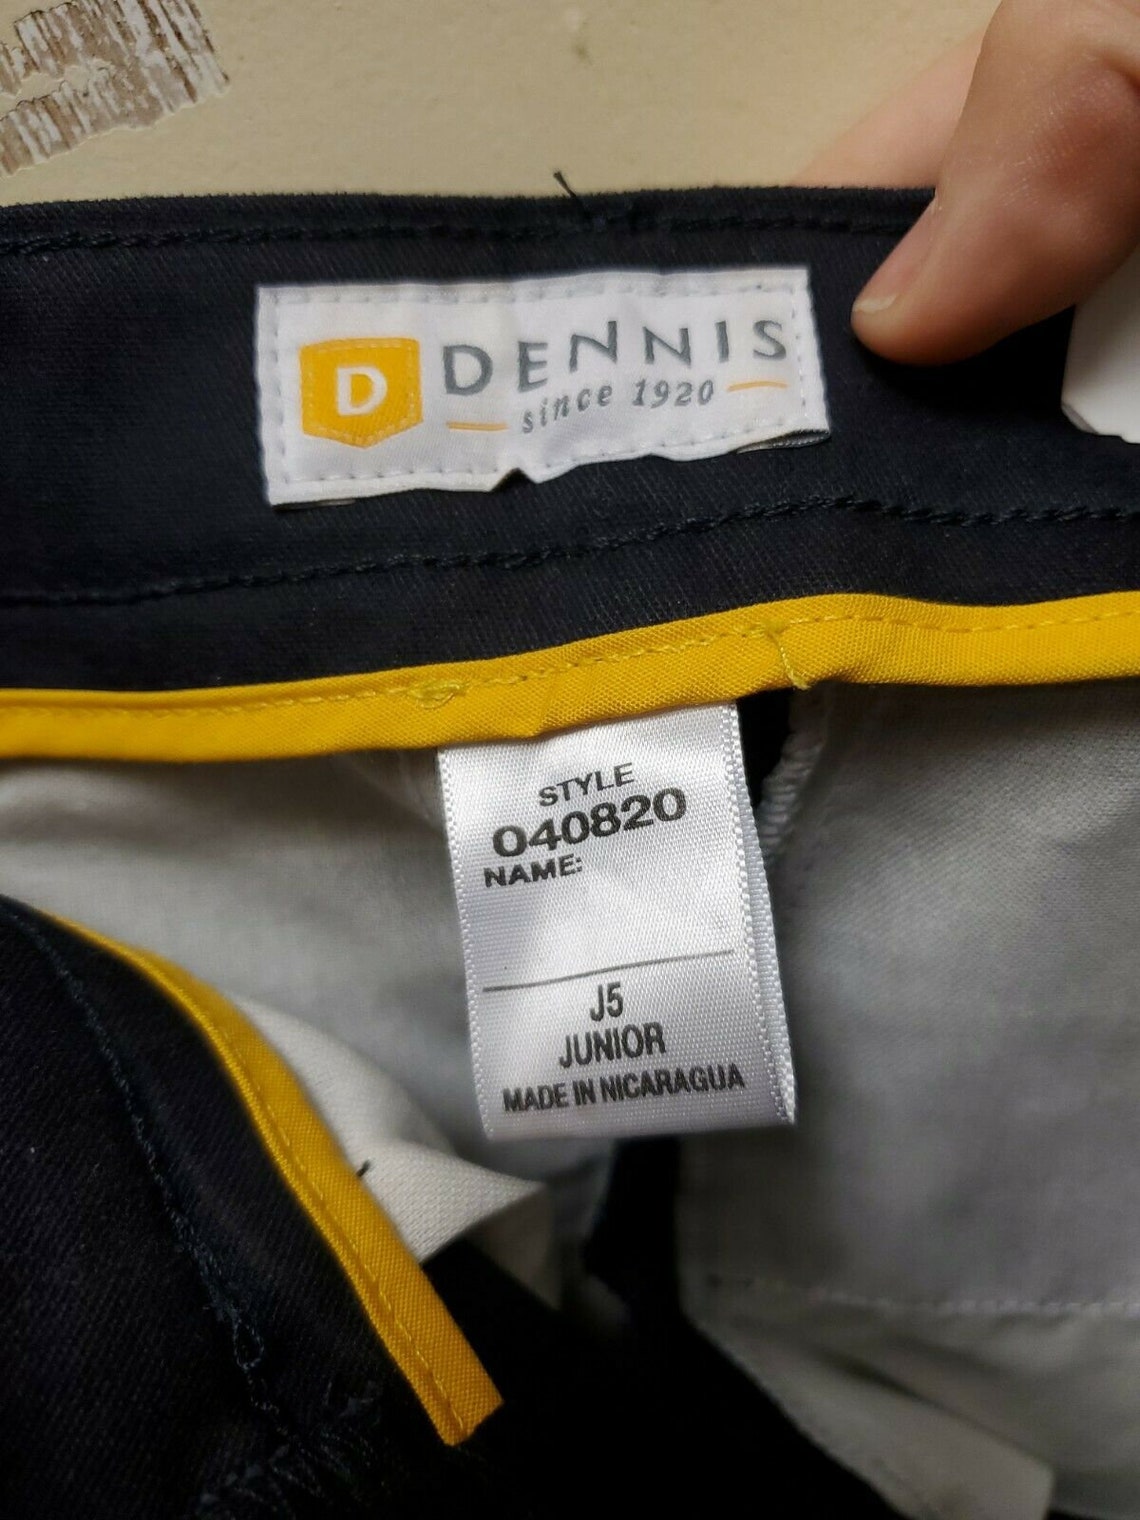 D DENNIS
since 1920
STYLE
040820
NAME:
J5
JUNIOR
MADE IN NICARAGUA